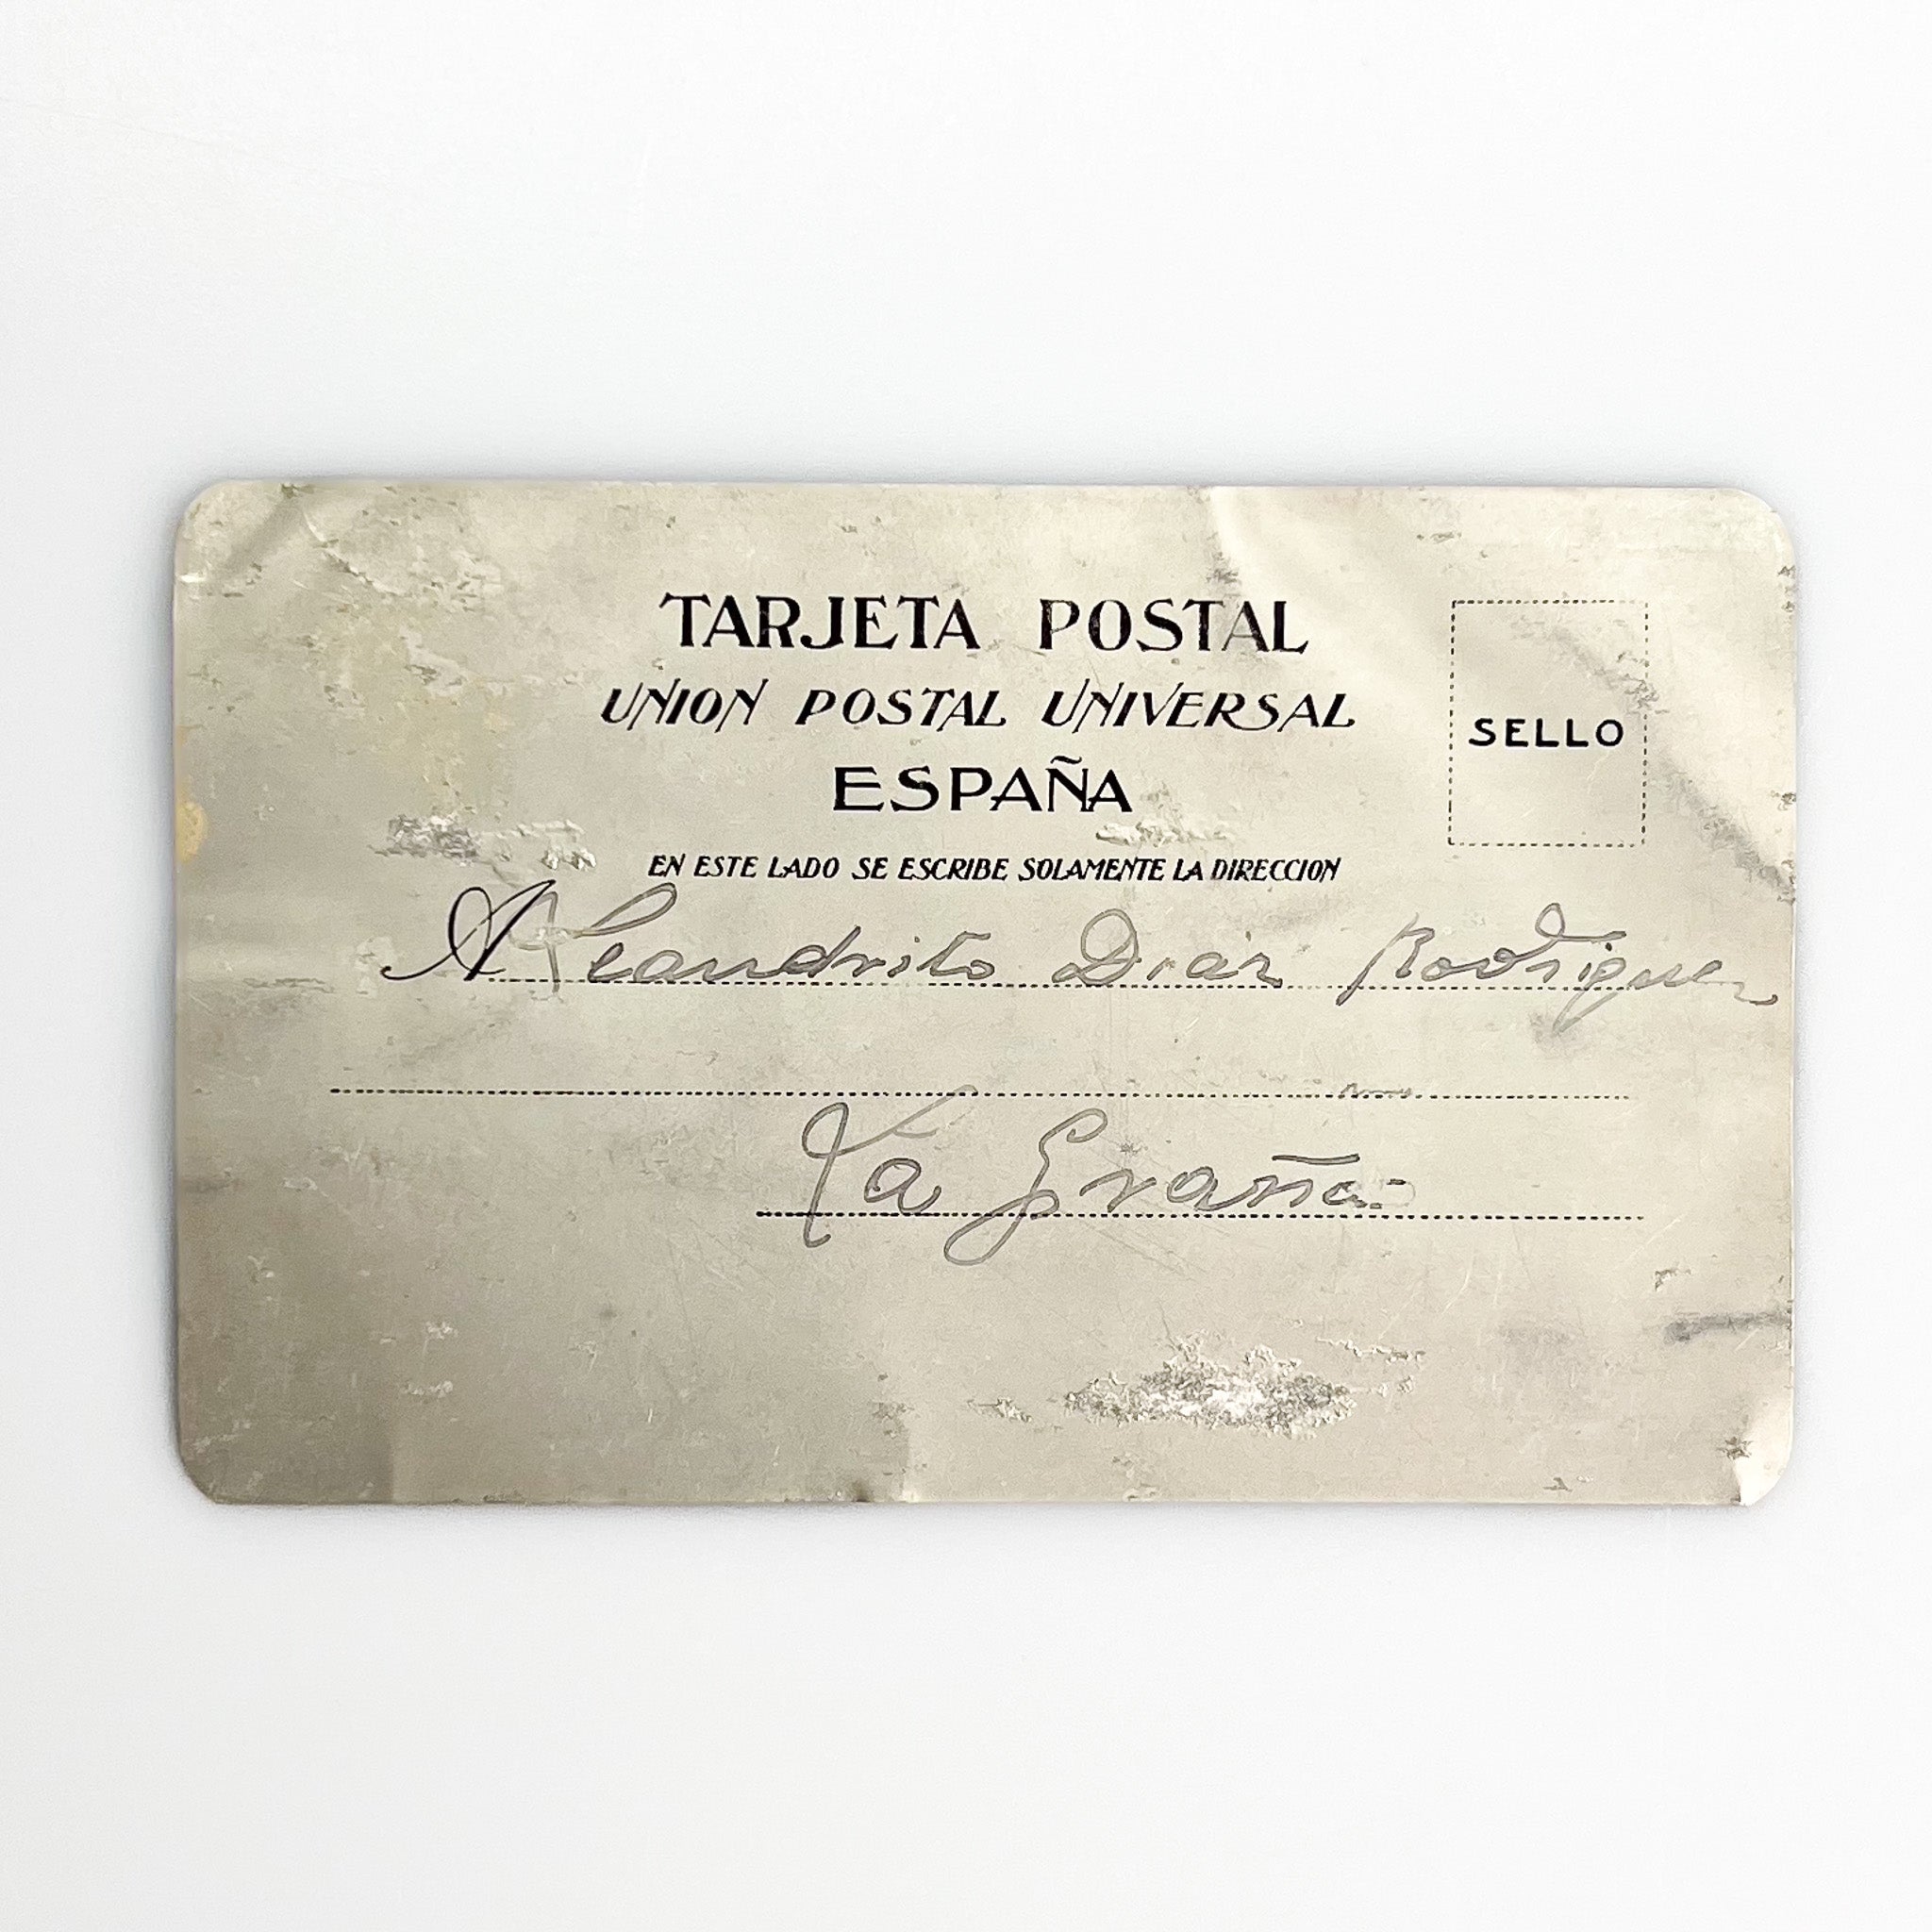 TARJETA POSTAL
UNION POSTAL UNIVERSAL
ESPAÑA
SELLO
EN ESTE LADO SE ESCRIBE SOLAMENTE LA DIRECCION
A Leandrito Diaz Rodriguez
La Graña